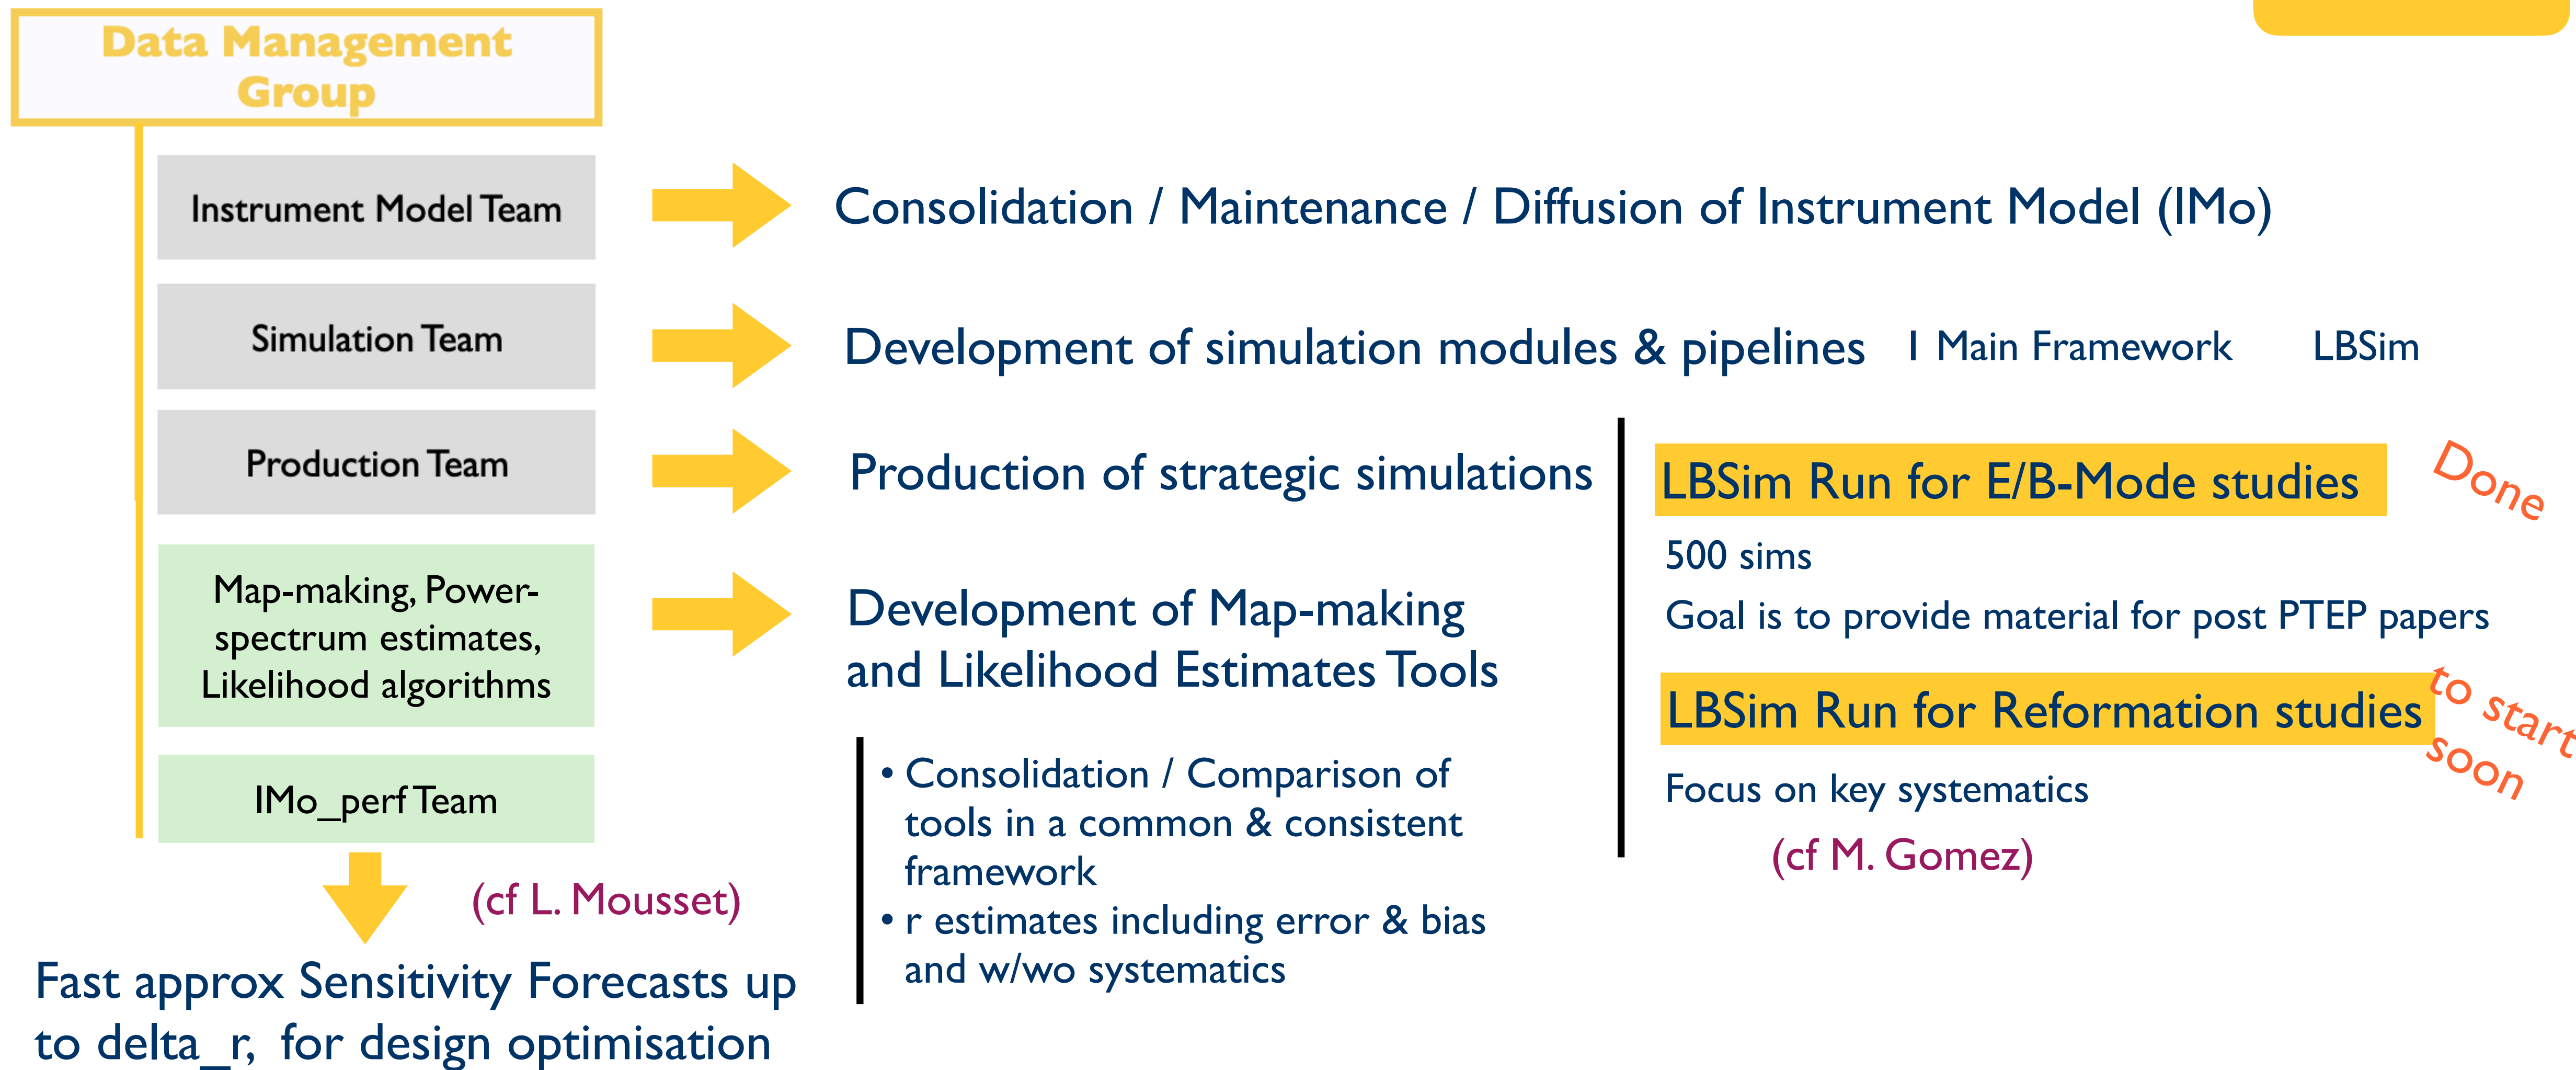 Data Management
Group
Instrument Model Team
Consolidation / Maintenance / Diffusion of Instrument Model (IMo)
Simulation Team
Development of simulation modules & pipelines
1 Main Framework
LBSim
Production Team
Production of strategic simulations
LBSim Run for E/B-Mode studies
Done
500 sims
Goal is to provide material for post PTEP papers
LBSim Run for Reformation studies
to start
soon
Focus on key systematics
(cf M. Gomez)
Map-making, Power-
spectrum estimates,
Likelihood algorithms
Development of Map-making
and Likelihood Estimates Tools
• Consolidation / Comparison of
tools in a common & consistent
framework
• r estimates including error & bias
and w/wo systematics
IMo_perf Team
(cf L. Mousset)
Fast approx Sensitivity Forecasts up
to delta_r, for design optimisation